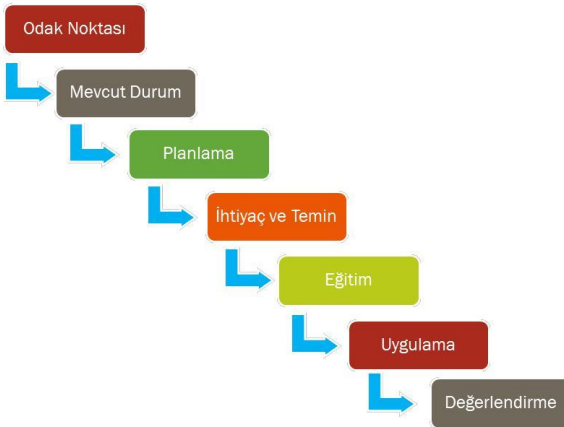 Odak Noktası
Mevcut Durum
Planlama
İhtiyaç ve Temin
Eğitim
Uygulama
Değerlendirme